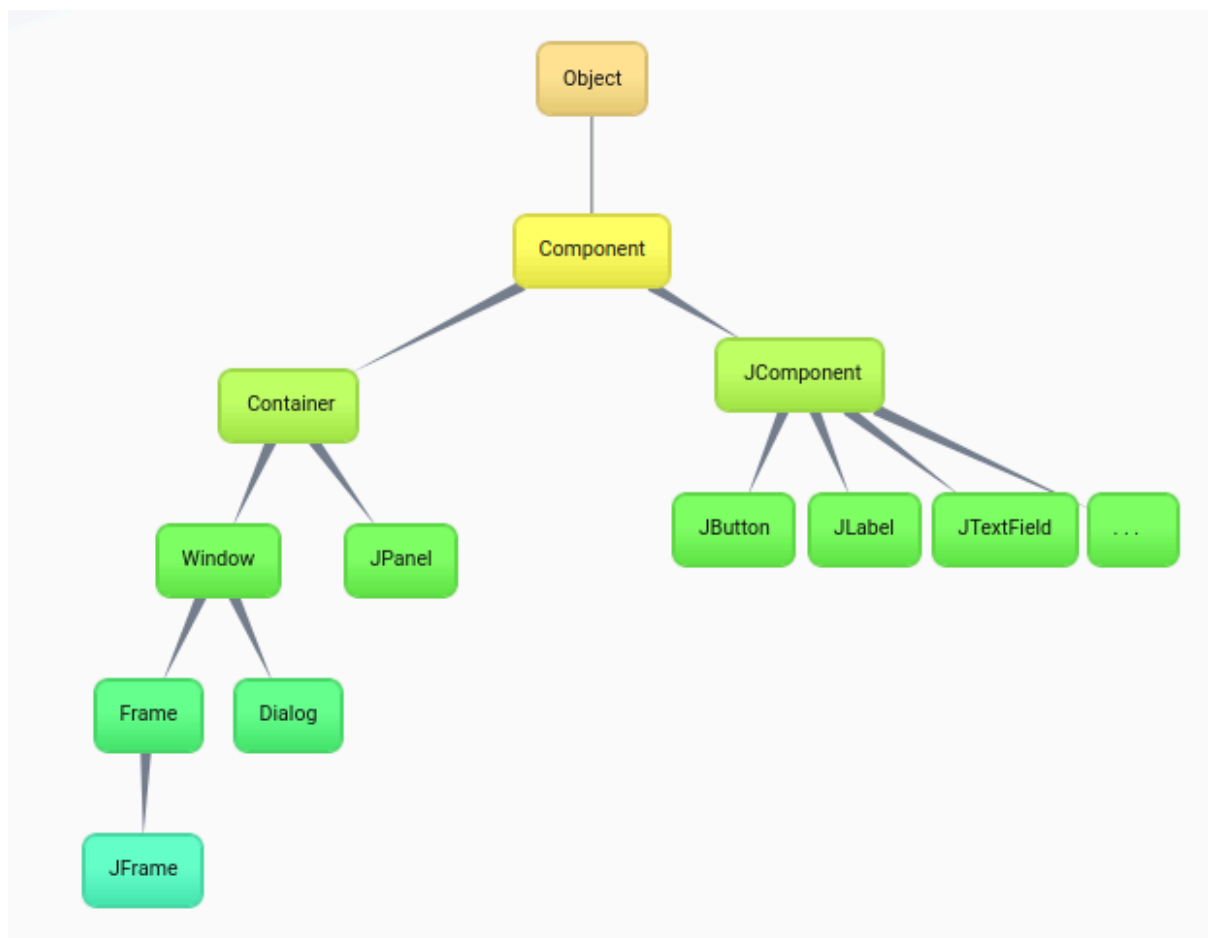 Object
Component
Container
JComponent
Window
JPanel
JButton
JLabel
JTextField
...
Frame
Dialog
JFrame